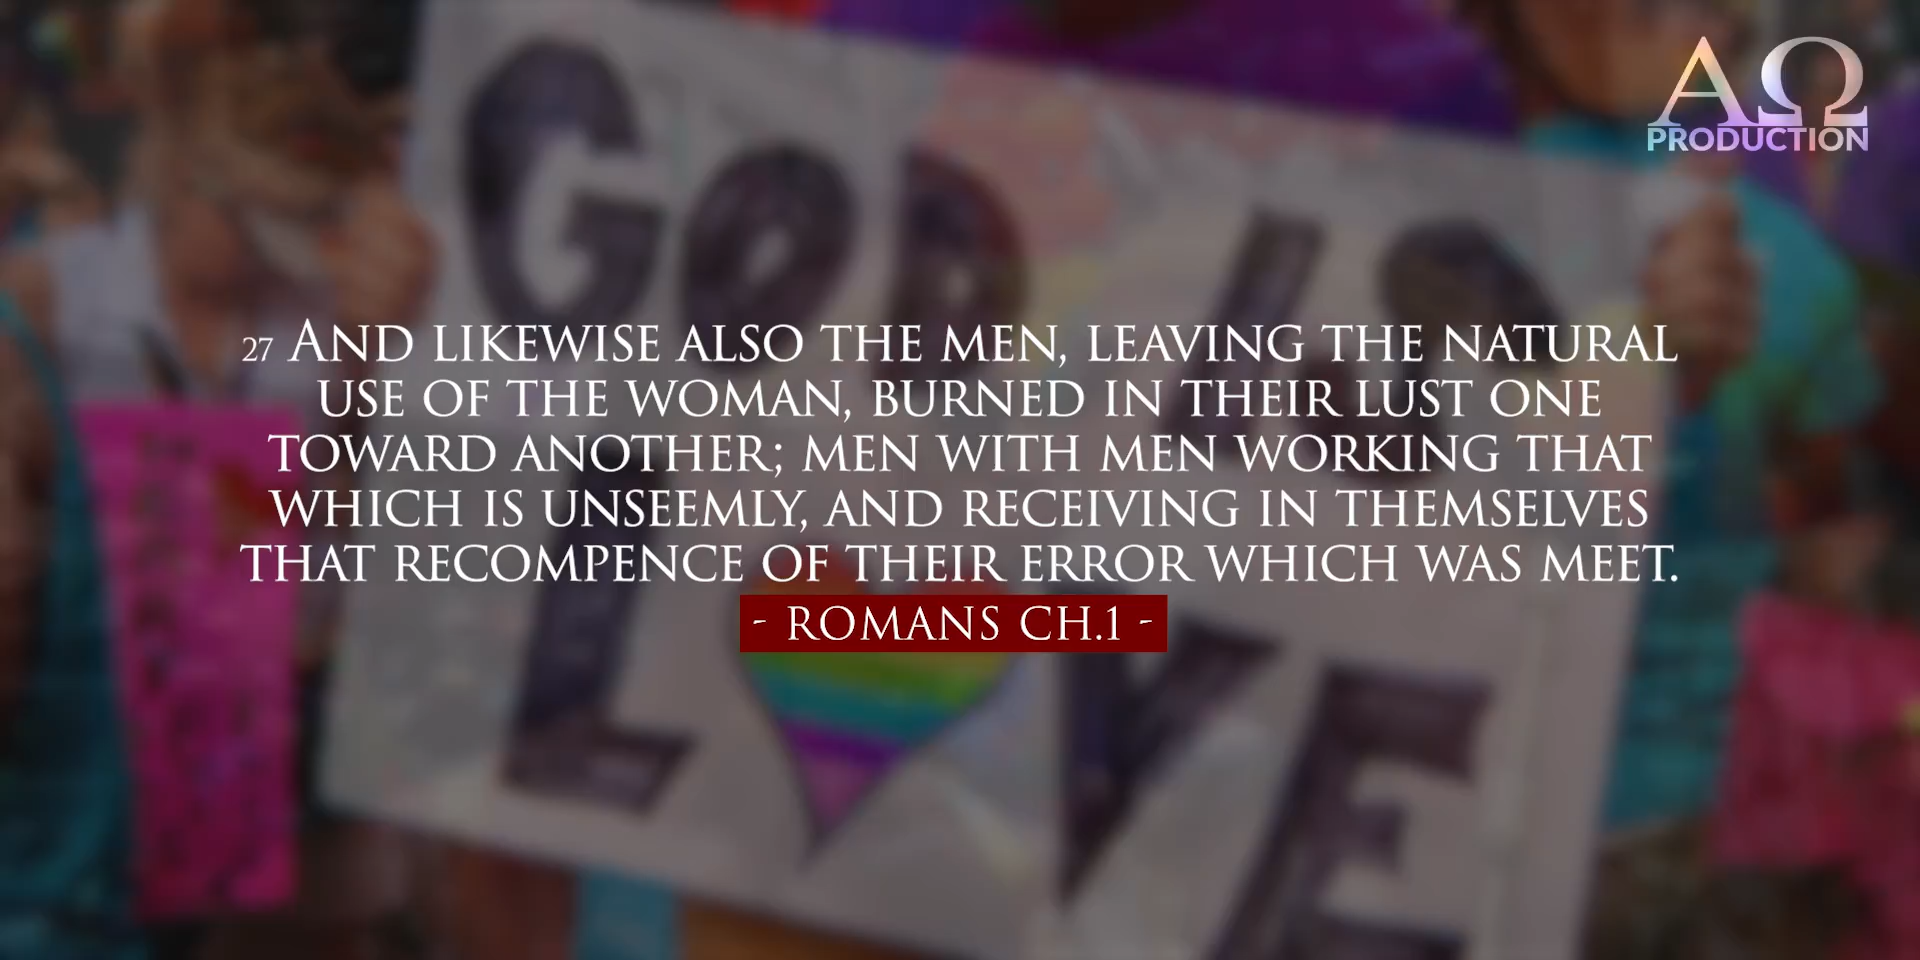 GOD IS
LOVE
ΑΩ
PRODUCTION
27 AND LIKEWISE ALSO THE MEN, LEAVING THE NATURAL
USE OF THE WOMAN, BURNED IN THEIR LUST ONE
TOWARD ANOTHER; MEN WITH MEN WORKING THAT
WHICH IS UNSEEMLY, AND RECEIVING IN THEMSELVES
THAT RECOMPENCE OF THEIR ERROR WHICH WAS MEET.
- ROMANS CH.1 -